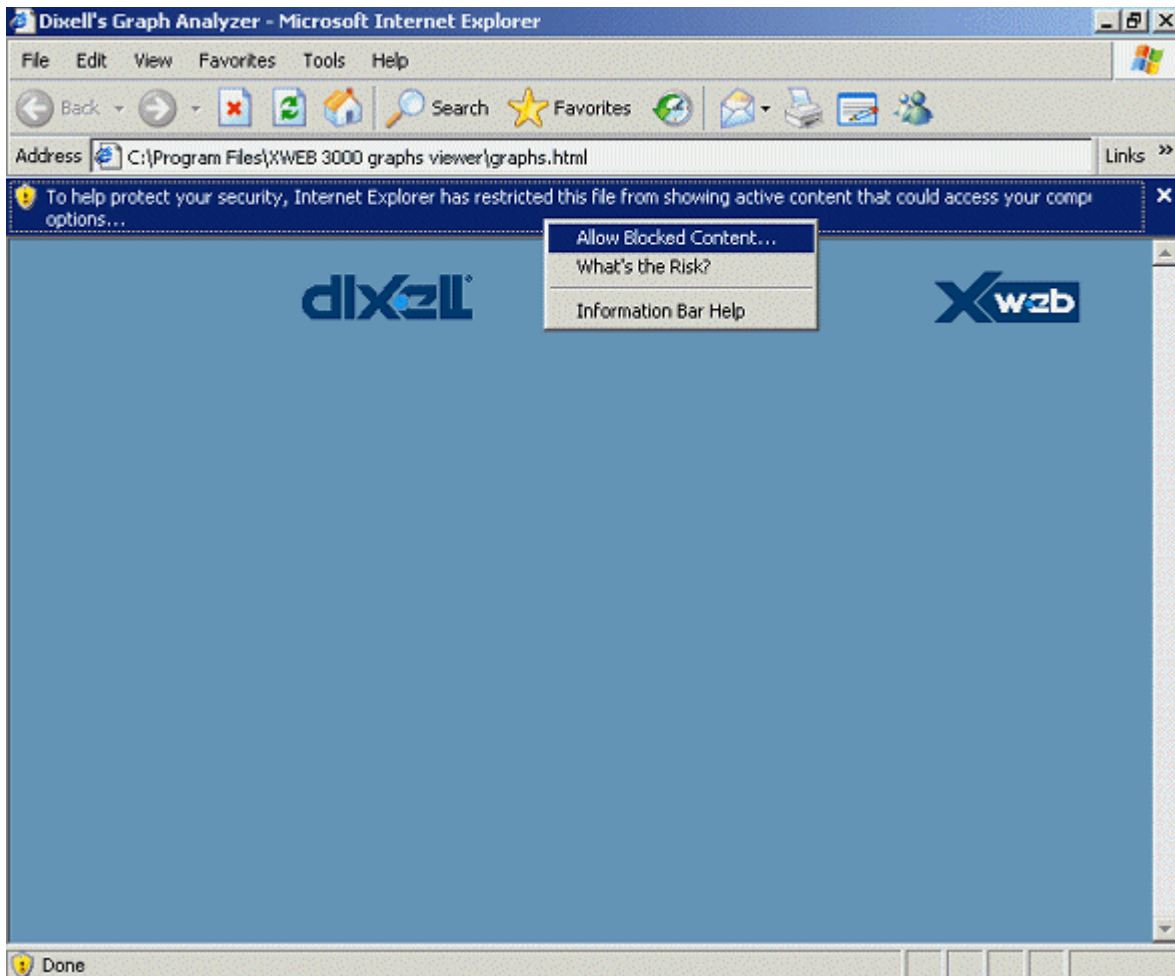 Dixell's Graph Analyzer - Microsoft Internet Explorer
File Edit View Favorites Tools Help
Back Search Favorites
Address C:\Program Files\XWEB 3000 graphs viewer\graphs.html Links »
To help protect your security, Internet Explorer has restricted this file from showing active content that could access your
options...
Allow Blocked Content...
What's the Risk?
Information Bar Help
dixell
Xweb
Done